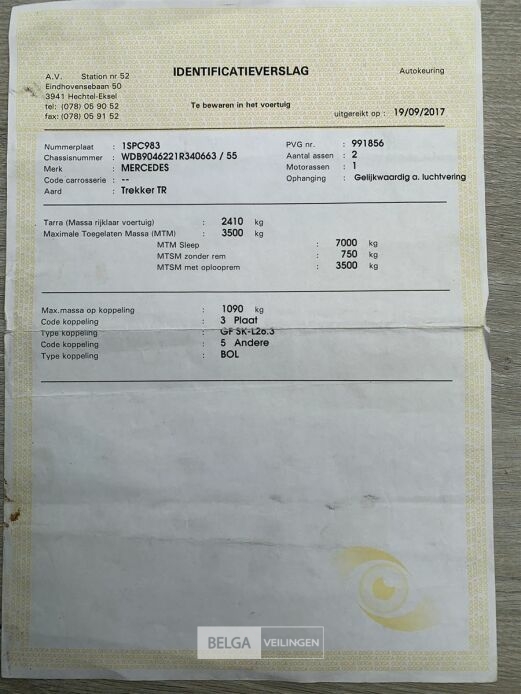 IDENTIFICATIEVERSLAG
Autokeuring
A.V. Station nr 52
Eindhovensebaan 50
3941 Hechtel-Eksel
tel: (078) 05 90 52
fax: (078) 05 91 52
Te bewaren in het voertuig
uitgereikt op : 19/09/2017
Nummerplaat : 1SPC983
PVG nr. : 991856
Chassisnummer : WDB9046221R340663 / 55
Aantal assen : 2
Merk : MERCEDES
Motorassen : 1
Code carrosserie : --
Ophanging : Gelijkwaardig a. luchtvering
Aard : Trekker TR
Tarra (Massa rijklaar voertuig) : 2410 kg
Maximale Toegelaten Massa (MTM) : 3500 kg
MTM Sleep : 7000 kg
MTSM zonder rem : 750 kg
MTSM met oplooprem : 3500 kg
Max.massa op koppeling : 1090 kg
Code koppeling : 3 Plaat
Type koppeling : GF SK-L26.3
Code koppeling : 5 Andere
Type koppeling : BOL
BELGA VEILINGEN